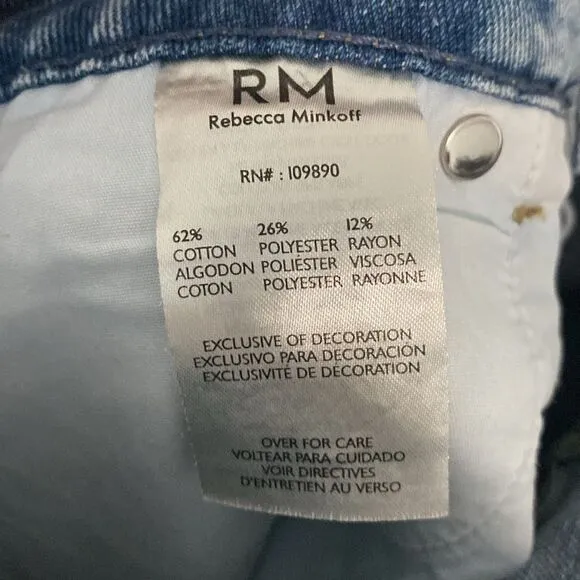 RM
Rebecca Minkoff
RN# : 109890
62% 26% 12%
COTTON POLYESTER RAYON
ALGODON POLIÉSTER VISCOSA
COTON POLYESTER RAYONNE
EXCLUSIVE OF DECORATION
EXCLUSIVO PARA DECORACIÓN
EXCLUSIVITÉ DE DÉCORATION
OVER FOR CARE
VOLTEAR PARA CUIDADO
VOIR DIRECTIVES
D'ENTRETIEN AU VERSO